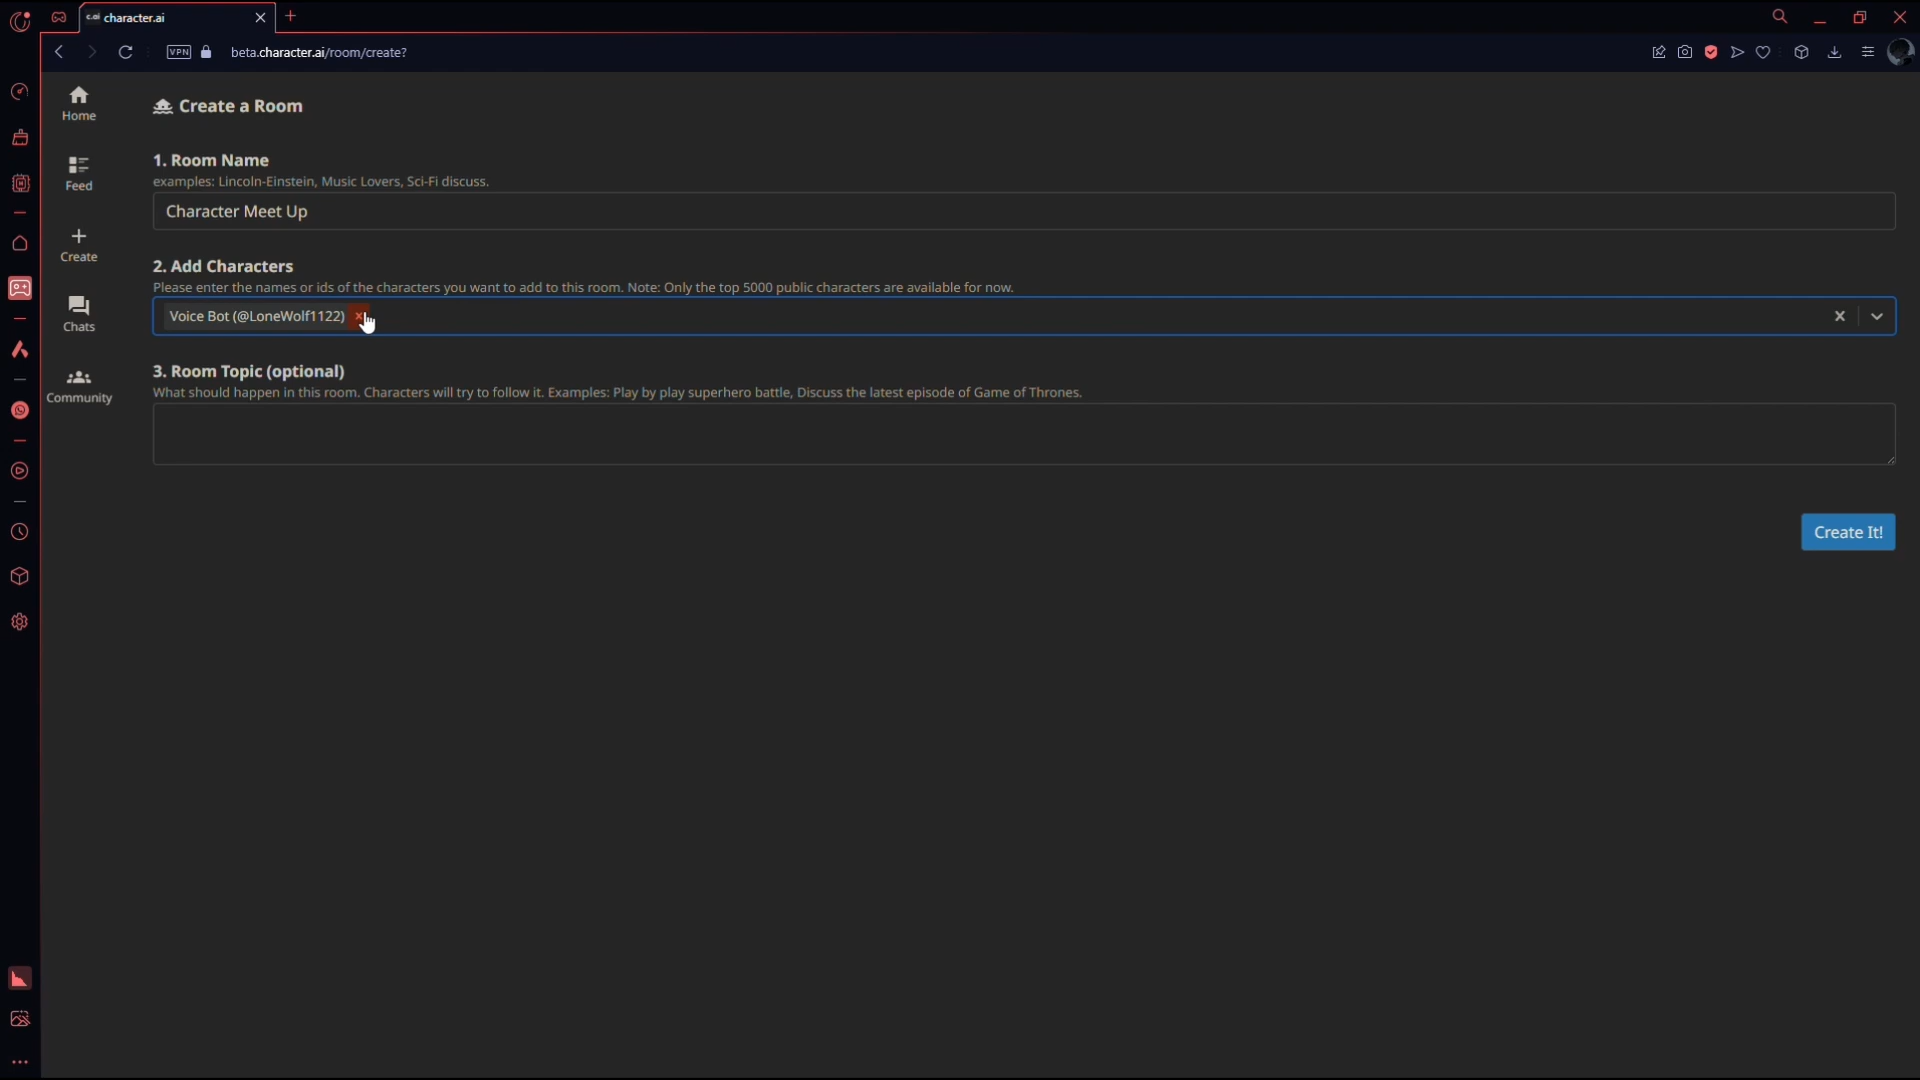 c.ai character.ai
VPN beta.character.ai/room/create?
Home
Feed
Create
Chats
Community
Create a Room
1. Room Name
examples: Lincoln-Einstein, Music Lovers, Sci-Fi discuss.
Character Meet Up
2. Add Characters
Please enter the names or ids of the characters you want to add to this room. Note: Only the top 5000 public characters are available for now.
Voice Bot (@LoneWolf1122)
3. Room Topic (optional)
What should happen in this room. Characters will try to follow it. Examples: Play by play superhero battle, Discuss the latest episode of Game of Thrones.
Create It!